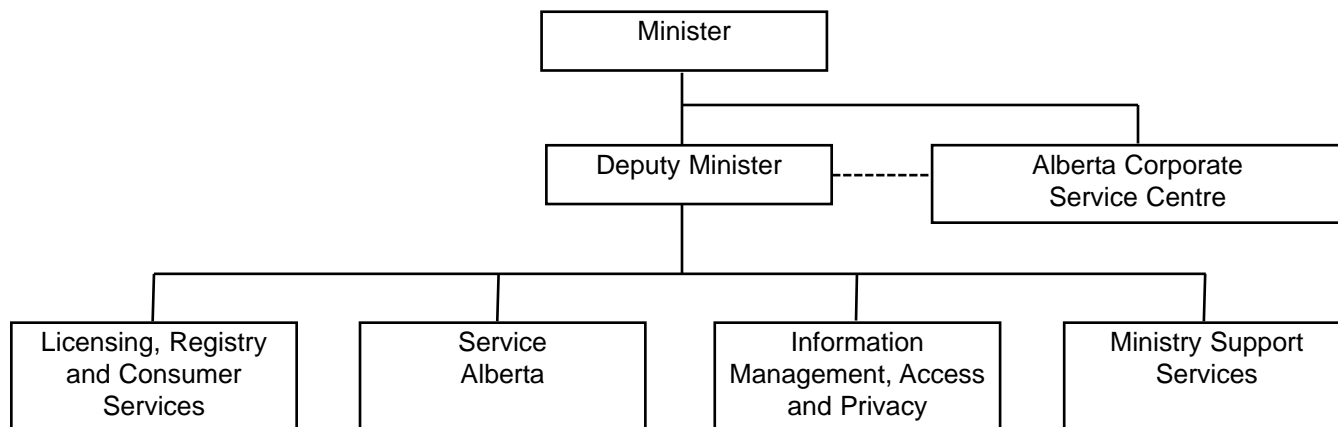 Minister
Deputy Minister
Alberta Corporate
Service Centre
Licensing, Registry
and Consumer
Services
Service
Alberta
Information
Management, Access
and Privacy
Ministry Support
Services